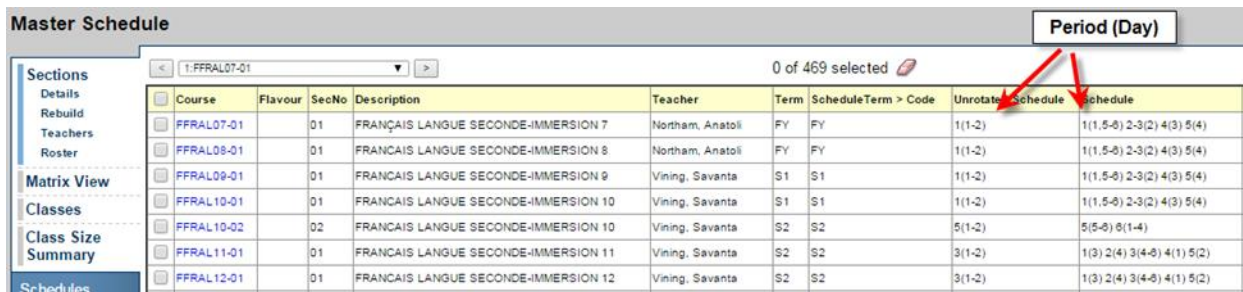 Master Schedule
Period (Day)
Sections
Details
Rebuild
Teachers
Roster
Matrix View
Classes
Class Size
Summary
Schedules
< 1:FFRAL07-01 ▼ > 0 of 469 selected
Course Flavour SecNo Description Teacher Term ScheduleTerm > Code Unrotated Schedule Schedule
FFRAL07-01 01 FRANÇAIS LANGUE SECONDE-IMMERSION 7 Northam, Anatoli FY FY 1(1-2) 1(1,5-6) 2-3(2) 4(3) 5(4)
FFRAL08-01 01 FRANCAIS LANGUE SECONDE-IMMERSION 8 Northam, Anatoli FY FY 1(1-2) 1(1,5-6) 2-3(2) 4(3) 5(4)
FFRAL09-01 01 FRANCAIS LANGUE SECONDE-IMMERSION 9 Vining, Savanta S1 S1 1(1-2) 1(1,5-6) 2-3(2) 4(3) 5(4)
FFRAL10-01 01 FRANCAIS LANGUE SECONDE-IMMERSION 10 Vining, Savanta S1 S1 1(1-2) 1(1,5-6) 2-3(2) 4(3) 5(4)
FFRAL10-02 02 FRANCAIS LANGUE SECONDE-IMMERSION 10 Vining, Savanta S2 S2 5(1-2) 5(5-6) 6(1-4)
FFRAL11-01 01 FRANCAIS LANGUE SECONDE-IMMERSION 11 Vining, Savanta S2 S2 3(1-2) 1(3) 2(4) 3(4-6) 4(1) 5(2)
FFRAL12-01 01 FRANCAIS LANGUE SECONDE-IMMERSION 12 Vining, Savanta S2 S2 3(1-2) 1(3) 2(4) 3(4-6) 4(1) 5(2)